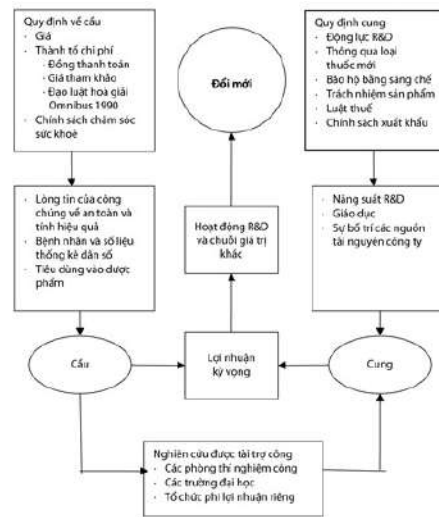 Quy định về cầu
• Giá
• Thành tố chi phí
• Đồng thanh toán
• Giá tham khảo
• Đạo luật hoà giải
Omnibus 1990
• Chính sách chăm sóc
sức khoẻ
Đổi mới
Quy định cung
• Động lực R&D
• Thông qua loại
thuốc mới
• Bảo hộ bằng sáng chế
• Trách nhiệm sản phẩm
• Luật thuế
• Chính sách xuất khẩu
• Lòng tin của công
chúng về an toàn và
tính hiệu quả
• Bệnh nhân và số liệu
thống kê dân số
• Tiêu dùng vào dược
phẩm
Hoạt động R&D
và chuỗi giá trị
khác
• Năng suất R&D
• Giáo dục
• Sự bố trí các nguồn
tài nguyên công ty
Cầu
Lợi nhuận
kỳ vọng
Cung
Nghiên cứu được tài trợ công
• Các phòng thí nghiệm công
• Các trường đại học
• Tổ chức phi lợi nhuận riêng